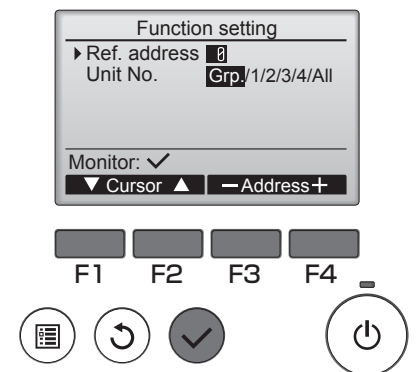 Function setting
Ref. address 0
Unit No. Grp./1/2/3/4/All
Monitor: ✓
▼ Cursor ▲ −Address+
F1 F2 F3 F4